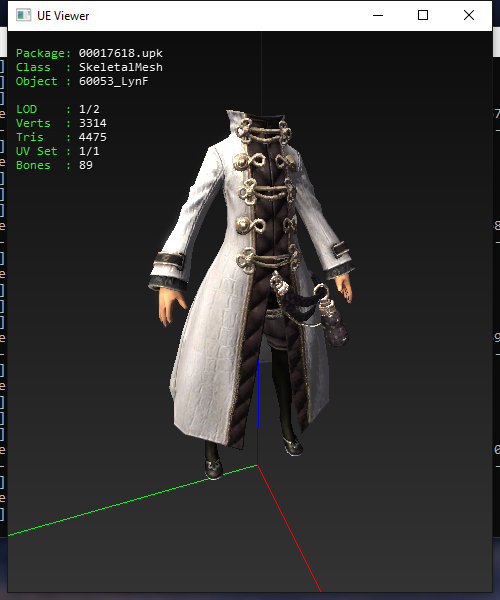 UE Viewer
Package: 00017618.upk
Class : SkeletalMesh
Object : 60053_LynF
LOD : 1/2
Verts : 3314
Tris : 4475
UV Set : 1/1
Bones : 89